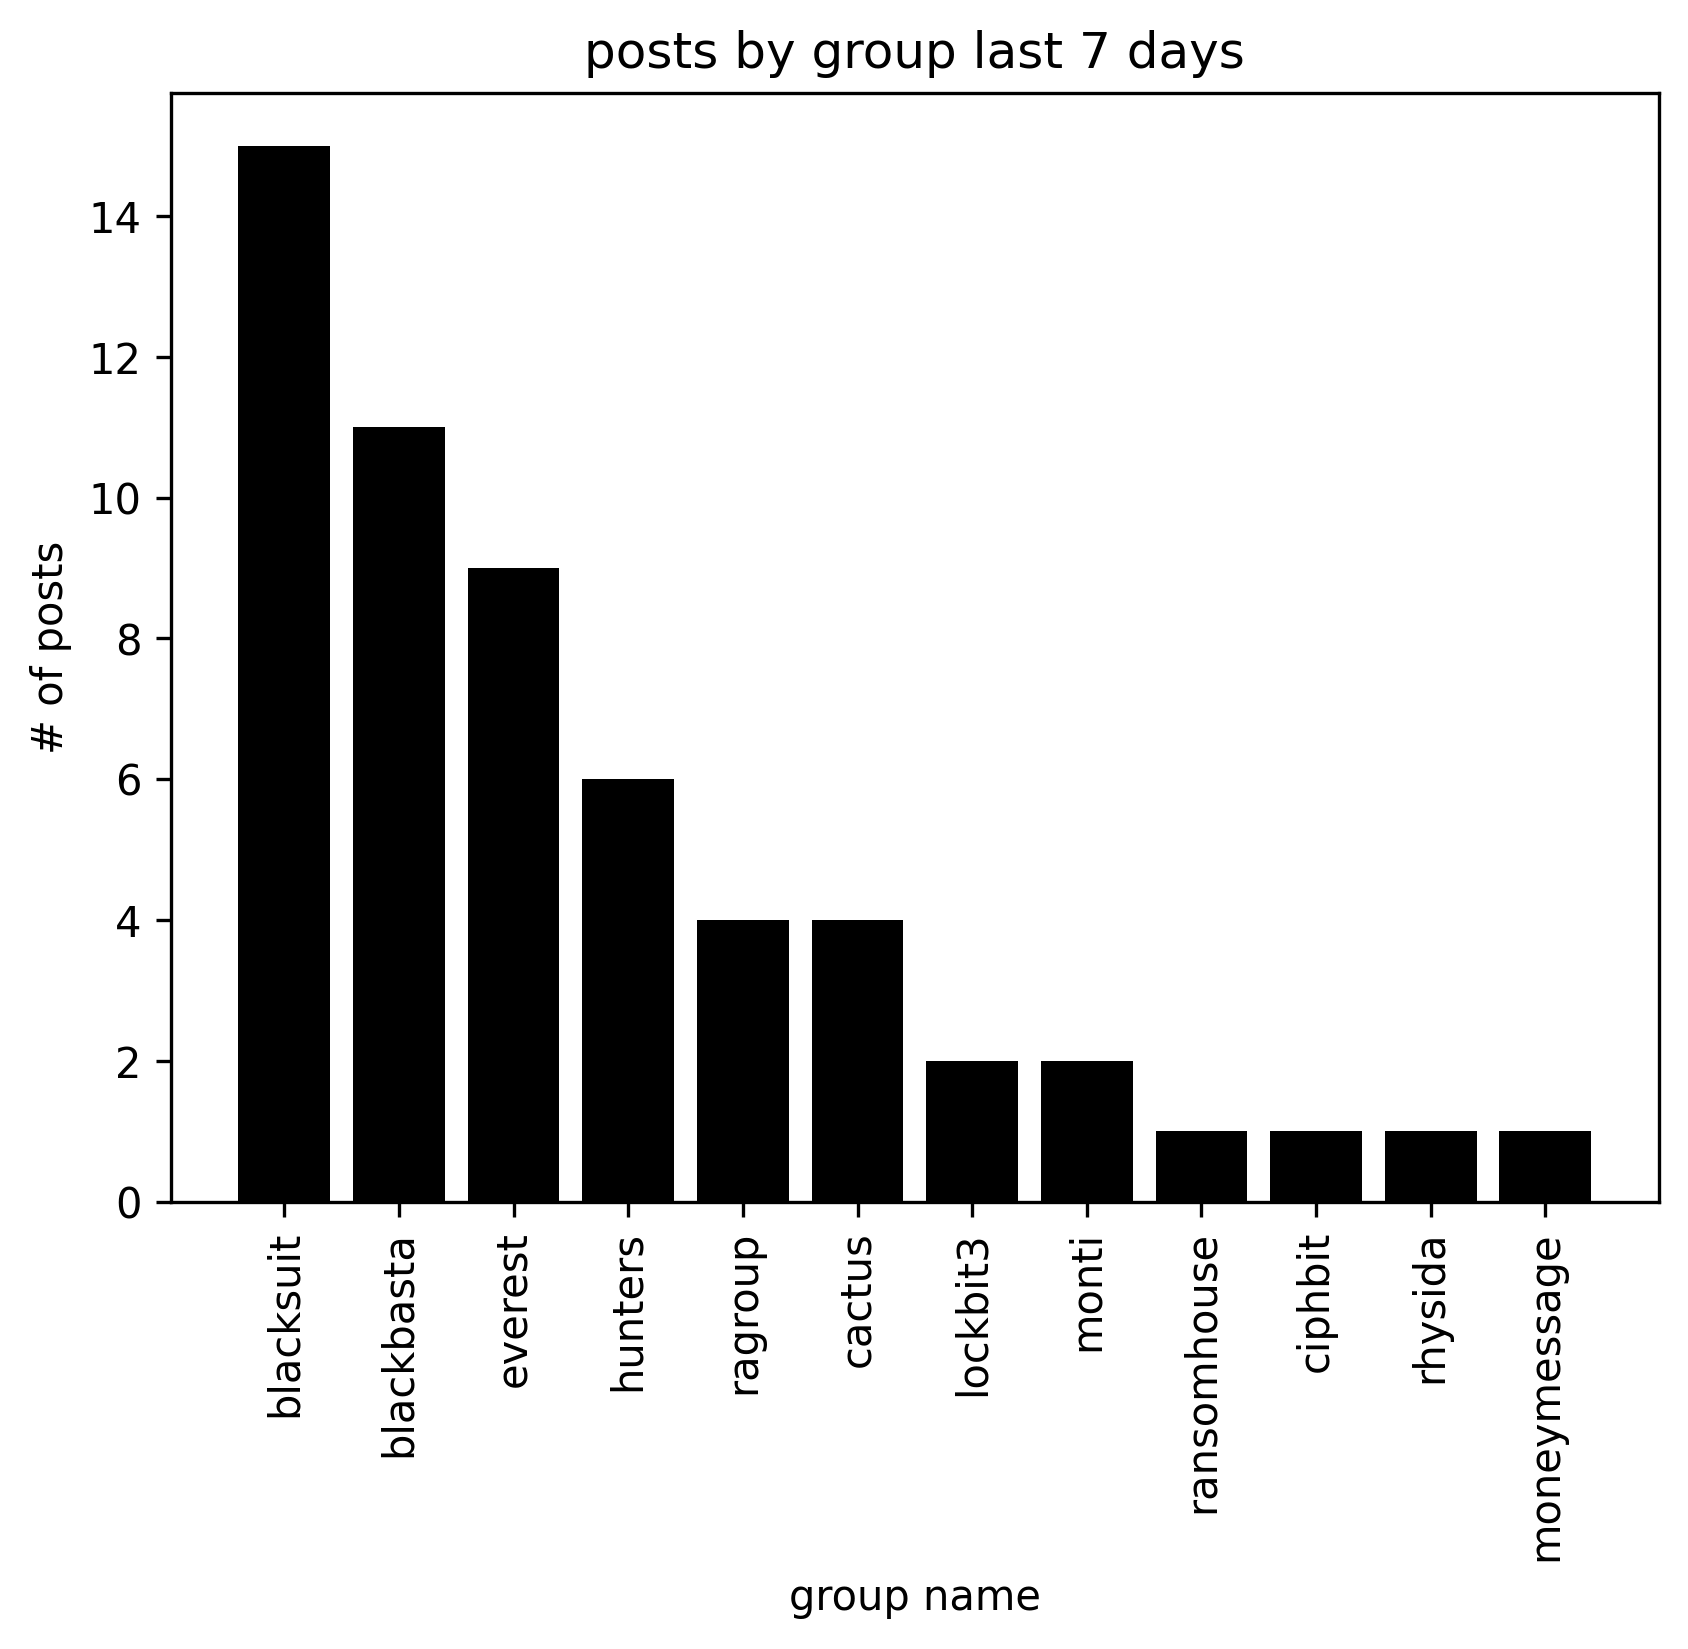 posts by group last 7 days
# of posts
14
12
10
8
6
4
2
0
blacksuit
blackbasta
everest
hunters
ragroup
cactus
lockbit3
monti
ransomhouse
ciphbit
rhysida
moneymessage
group name